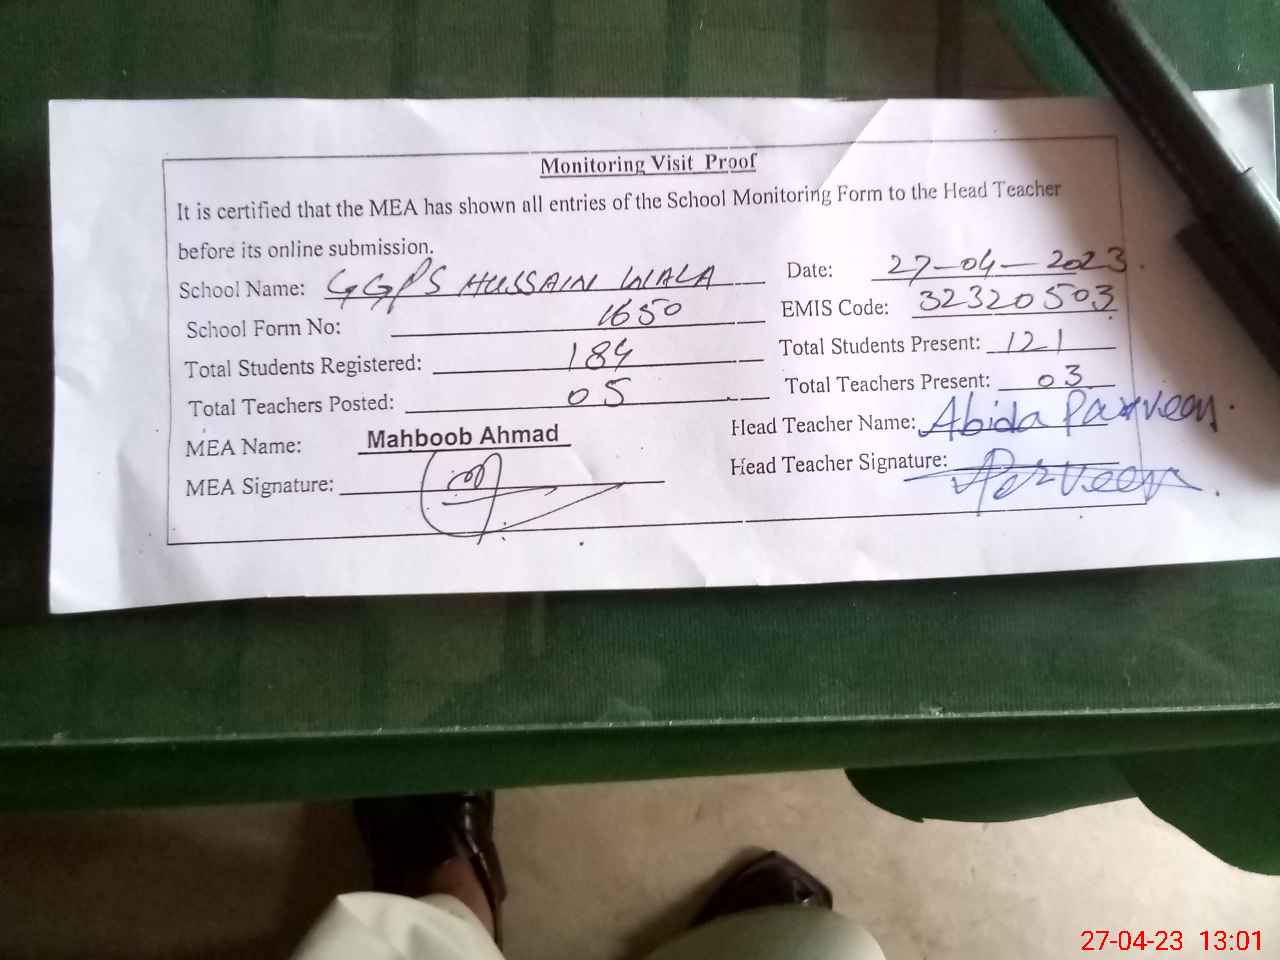 Monitoring Visit Proof
It is certified that the MEA has shown all entries of the School Monitoring Form to the Head Teacher
before its online submission.
School Name: GGPS HUSSAIN WALA Date: 27-04-2023.
School Form No: 1650 EMIS Code: 32320503
Total Students Registered: 184 Total Students Present: 121
Total Teachers Posted: 05 Total Teachers Present: 03
MEA Name: Mahboob Ahmad Head Teacher Name: Abida Parveen.
MEA Signature: Head Teacher Signature: Parveen.
27-04-23 13:01